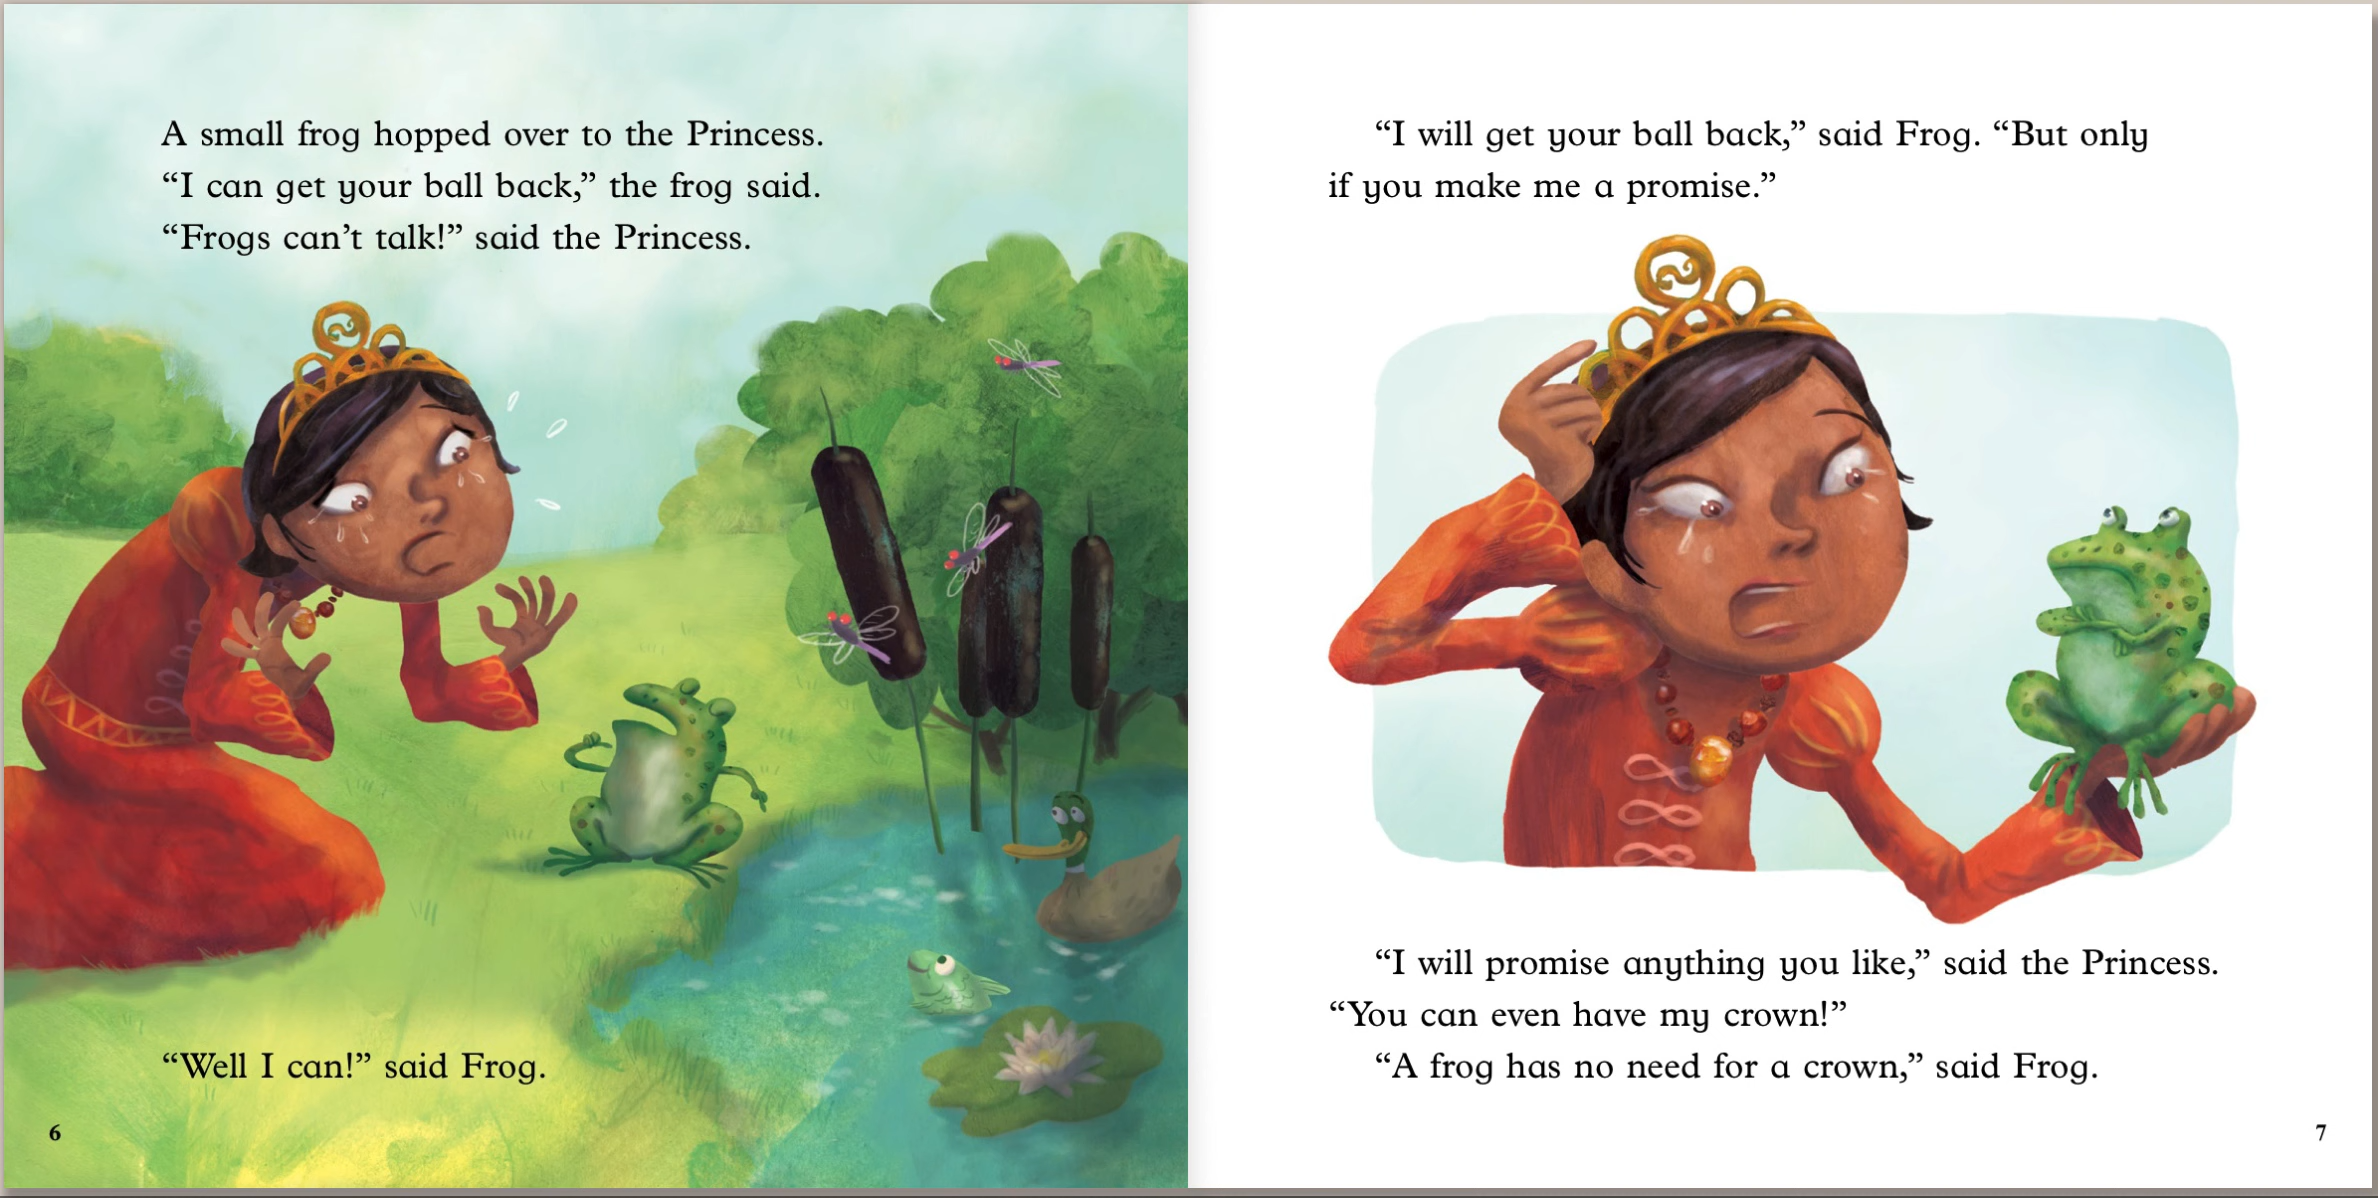 A small frog hopped over to the Princess.
“I can get your ball back,” the frog said.
“Frogs can’t talk!” said the Princess.
“Well I can!” said Frog.
6
“I will get your ball back,” said Frog. “But only
if you make me a promise.”
“I will promise anything you like,” said the Princess.
“You can even have my crown!”
“A frog has no need for a crown,” said Frog.
7